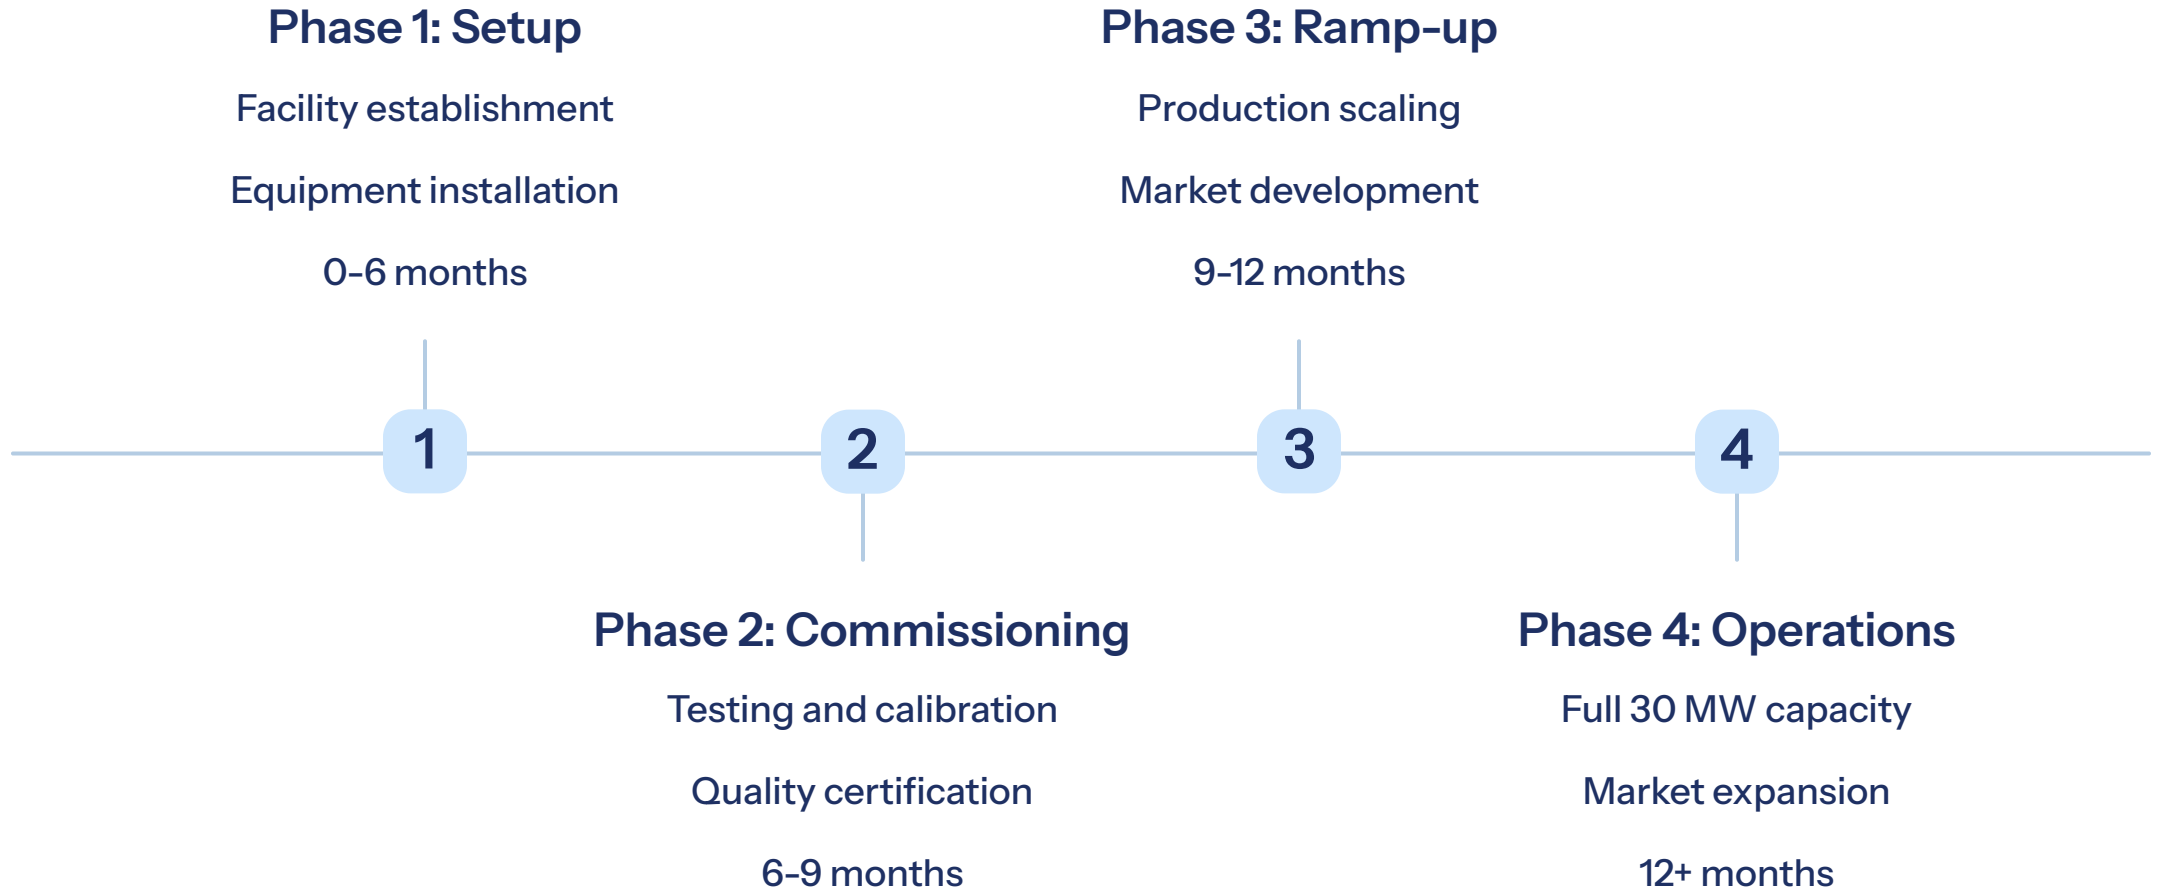 Phase 1: Setup
Facility establishment
Equipment installation
0-6 months
1
2
Phase 2: Commissioning
Testing and calibration
Quality certification
6-9 months
Phase 3: Ramp-up
Production scaling
Market development
9-12 months
3
4
Phase 4: Operations
Full 30 MW capacity
Market expansion
12+ months